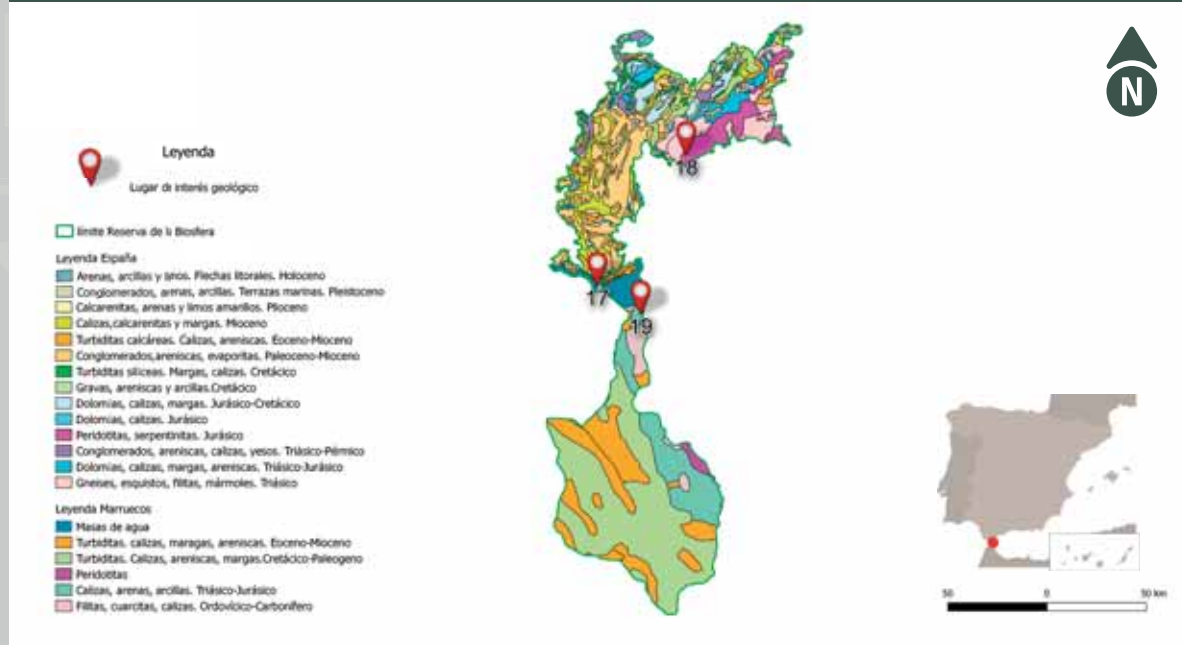 Leyenda
Lugar de interés geológico
límite Reserva de la Biosfera
Leyenda España
Arenas, arcillas y limos. Flechas litorales. Holoceno
Conglomerados, arenas, arcillas. Terrazas marinas. Pleistoceno
Calcarenitas, arenas y limos amarillos. Plioceno
Calizas,calcarenitas y margas. Mioceno
Turbiditas calcáreas. Calizas, areniscas. Eoceno-Mioceno
Conglomerados,areniscas, evaporitas. Paleoceno-Mioceno
Turbiditas silíceas. Margas, calizas. Cretácico
Gravas, areniscas y arcillas.Cretácico
Dolomías, calizas, margas. Jurásico-Cretácico
Dolomías, calizas. Jurásico
Peridotitas, serpentinitas. Jurásico
Conglomerados, areniscas, calizas, yesos. Triásico-Pérmico
Dolomías, calizas, margas, areniscas. Triásico-Jurásico
Gneises, esquistos, filitas, mármoles. Triásico
Leyenda Marruecos
Masas de agua
Turbiditas. calizas, maragas, areniscas. Eoceno-Mioceno
Turbiditas. Calizas, areniscas, margas.Cretácico-Paleogeno
Peridotitas
Calizas, arenas, arcillas. Triásico-Jurásico
Filitas, cuarcitas, calizas. Ordovícico-Carbonífero
18
17
19
N
50 0 50 km